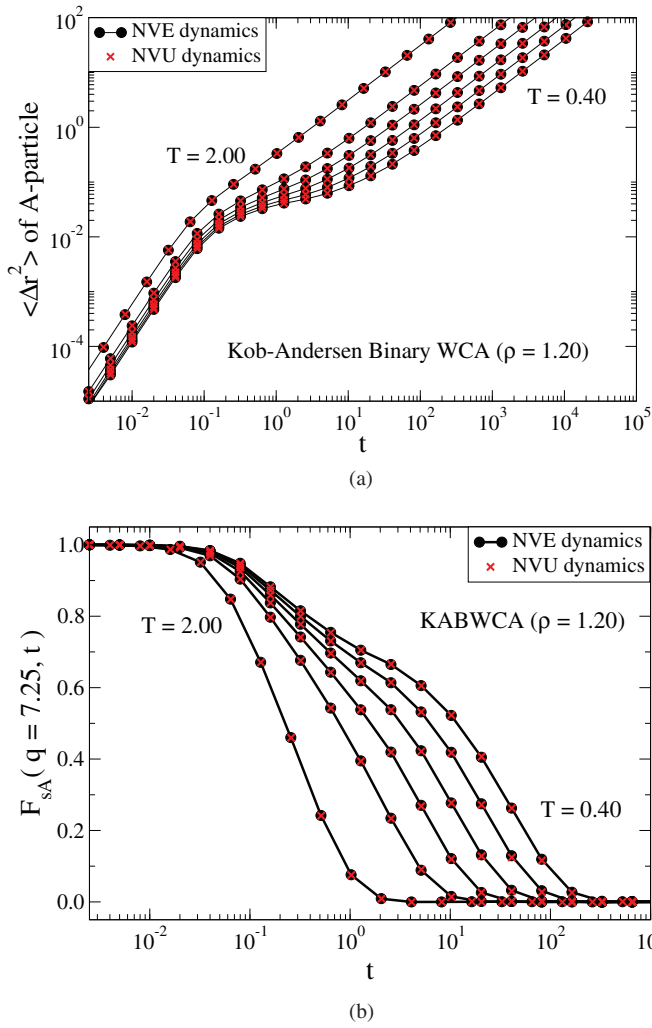 10^2
NVE dynamics
NVU dynamics
10^0
T = 2.00
T = 0.40
<Δr^2> of A-particle
10^-2
10^-4
Kob-Andersen Binary WCA (ρ = 1.20)
10^-2 10^-1 10^0 10^1 10^2 10^3 10^4 10^5
t
(a)
1.0
NVE dynamics
NVU dynamics
0.8
T = 2.00
KABWCA (ρ = 1.20)
F_sA( q = 7.25, t )
0.6
0.4
T = 0.40
0.2
0.0
10^-2 10^-1 10^0 10^1 10^2
t
(b)